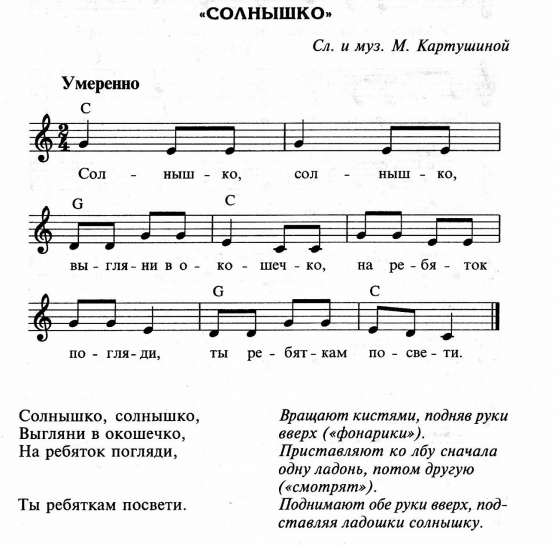 «СОЛНЫШКО»
Сл. и муз. М. Картушиной
Умеренно
C
2
4
Сол - ныш - ко, сол - ныш - ко,
G C
вы - гля - ни в о - ко - шеч - ко, на ре - бя - ток
G C
по - гля - ди, ты ре - бят - кам по - све - ти.
Солнышко, солнышко,
Выгляни в окошечко,
На ребяток погляди,
Ты ребяткам посвети.
Вращают кистями, подняв руки
вверх («фонарики»).
Приставляют ко лбу сначала
одну ладонь, потом другую
(«смотрят»).
Поднимают обе руки вверх, под-
ставляя ладошки солнышку.